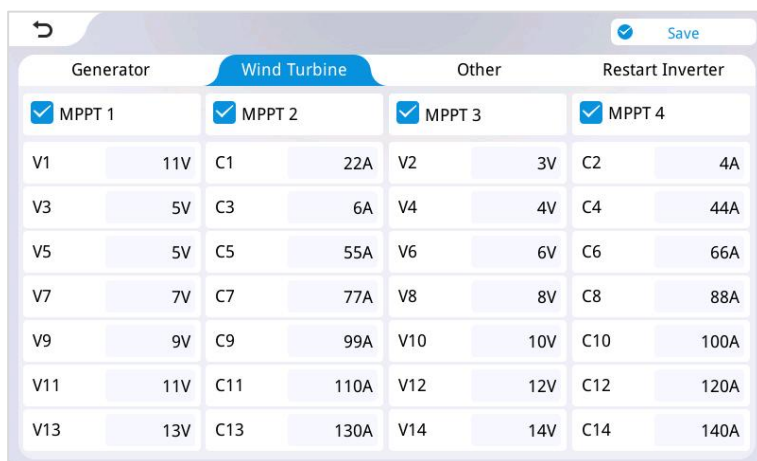 Save
Generator Wind Turbine Other Restart Inverter
MPPT 1 MPPT 2 MPPT 3 MPPT 4
V1 11V C1 22A V2 3V C2 4A
V3 5V C3 6A V4 4V C4 44A
V5 5V C5 55A V6 6V C6 66A
V7 7V C7 77A V8 8V C8 88A
V9 9V C9 99A V10 10V C10 100A
V11 11V C11 110A V12 12V C12 120A
V13 13V C13 130A V14 14V C14 140A